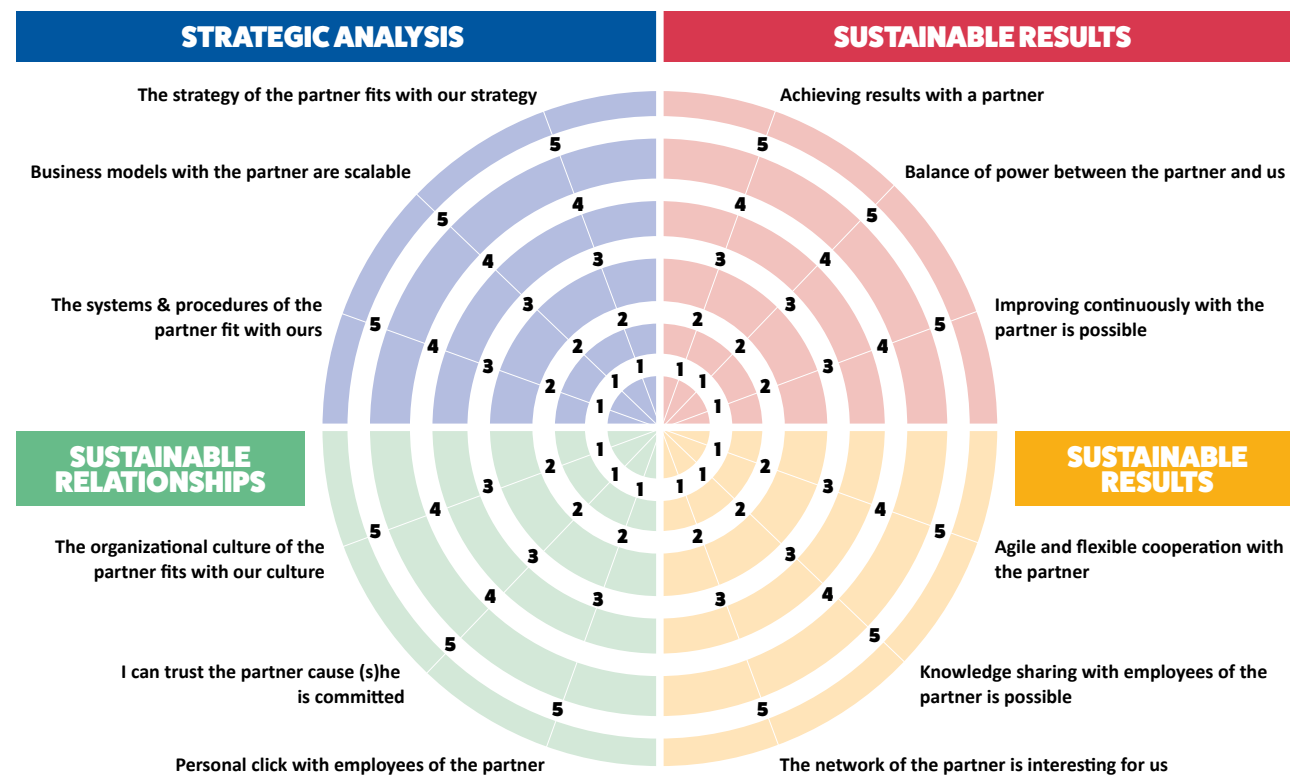 STRATEGIC ANALYSIS
SUSTAINABLE RESULTS
The strategy of the partner fits with our strategy
Achieving results with a partner
5 5
Business models with the partner are scalable
Balance of power between the partner and us
4 4
5 5
4 3 3 4
The systems & procedures of the
partner fit with ours
Improving continuously with the
partner is possible
3 3
5 2 2 5
4 2 2 4
3 1 1 3
2 1 1 2
1 1
SUSTAINABLE
RELATIONSHIPS
SUSTAINABLE
RESULTS
1 1
2 1 1 2
3 1 1 3
4 2 2 4
5 2 2 5
The organizational culture of the
partner fits with our culture
Agile and flexible cooperation with
the partner
3 3
4 3 3 4
5 5
I can trust the partner cause (s)he
is committed
Knowledge sharing with employees of the
partner is possible
5 5
Personal click with employees of the partner
The network of the partner is interesting for us